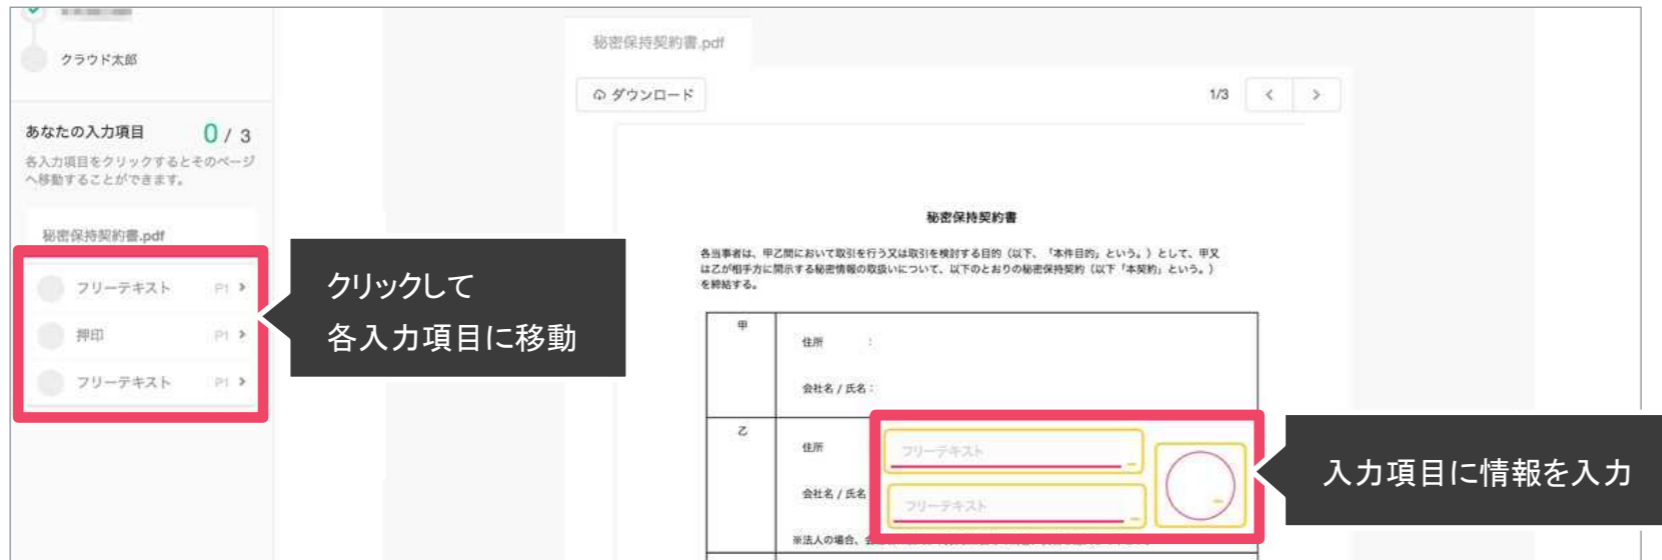 クラウド太郎
あなたの入力項目 0 / 3
各入力項目をクリックするとそのページ
へ移動することができます。
秘密保持契約書.pdf
フリーテキスト P1 >
押印 P1 >
フリーテキスト P1 >
クリックして
各入力項目に移動
秘密保持契約書.pdf
ダウンロード
1/3 < >
秘密保持契約書
各当事者は、甲乙間において取引を行う又は取引を検討する目的（以下、「本件目的」という。）として、甲又
は乙が相手方に開示する秘密情報の取扱いについて、以下のとおりの秘密保持契約（以下「本契約」という。）
を締結する。
甲
住所 :
会社名 / 氏名 :
乙
住所
フリーテキスト
会社名 / 氏名
フリーテキスト
※法人の場合、
入力項目に情報を入力